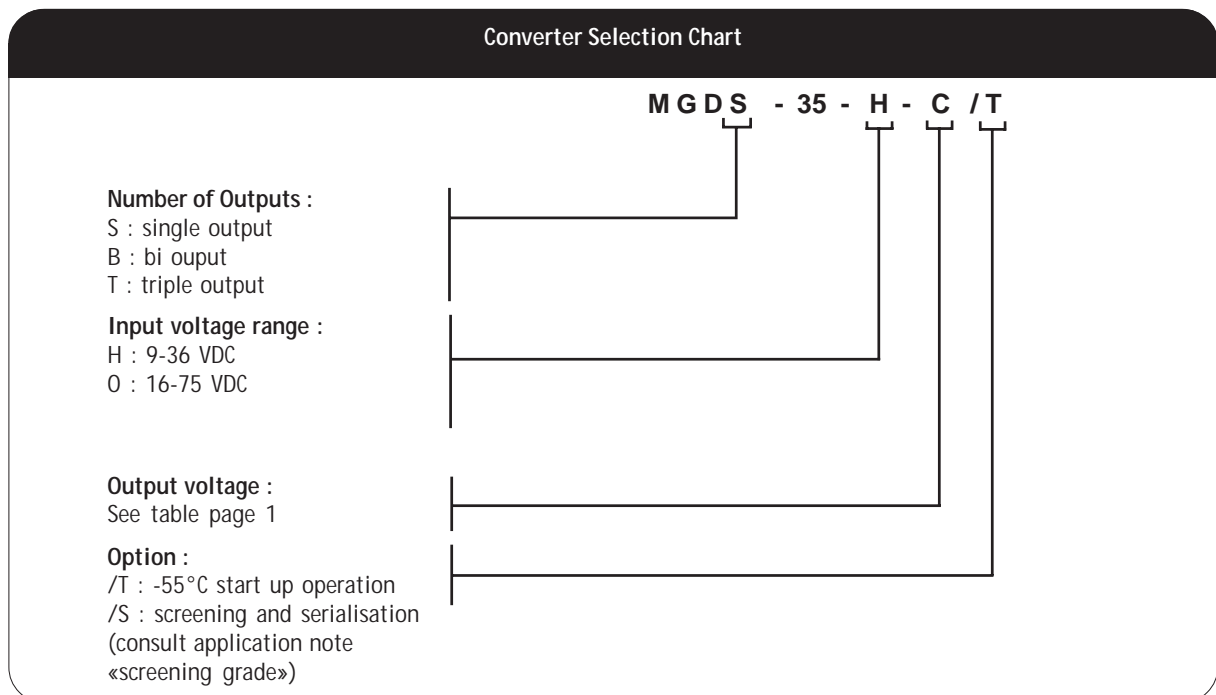 Converter Selection Chart
MGDS - 35 - H - C /T
Number of Outputs :
S : single output
B : bi ouput
T : triple output
Input voltage range :
H : 9-36 VDC
O : 16-75 VDC
Output voltage :
See table page 1
Option :
/T : -55°C start up operation
/S : screening and serialisation
(consult application note
«screening grade»)